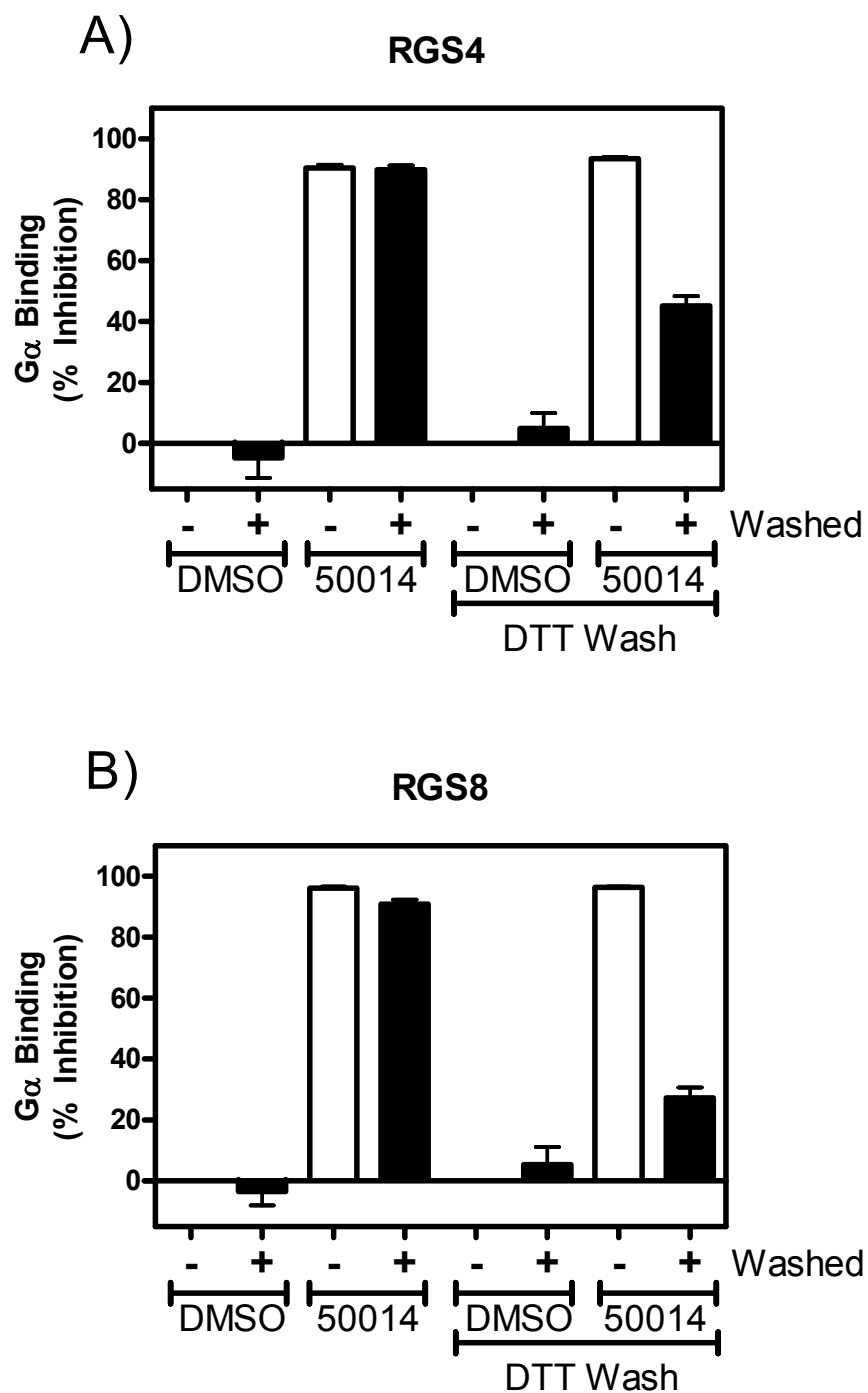 A)
RGS4
Gα Binding
(% Inhibition)
100
80
60
40
20
0
- + - + - + - + Washed
DMSO 50014 DMSO 50014
DTT Wash
B)
RGS8
Gα Binding
(% Inhibition)
100
80
60
40
20
0
- + - + - + - + Washed
DMSO 50014 DMSO 50014
DTT Wash